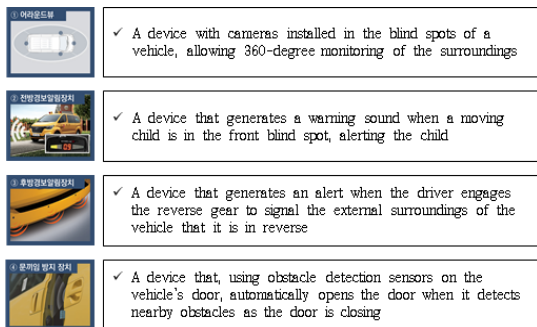 ① 어라운드뷰
✓ A device with cameras installed in the blind spots of a
vehicle, allowing 360-degree monitoring of the surroundings
② 전방경보알림장치
09
✓ A device that generates a warning sound when a moving
child is in the front blind spot, alerting the child
③ 후방경보알림장치
✓ A device that generates an alert when the driver engages
the reverse gear to signal the external surroundings of the
vehicle that it is in reverse
④ 문끼임 방지 장치
✓ A device that, using obstacle detection sensors on the
vehicle's door, automatically opens the door when it detects
nearby obstacles as the door is closing